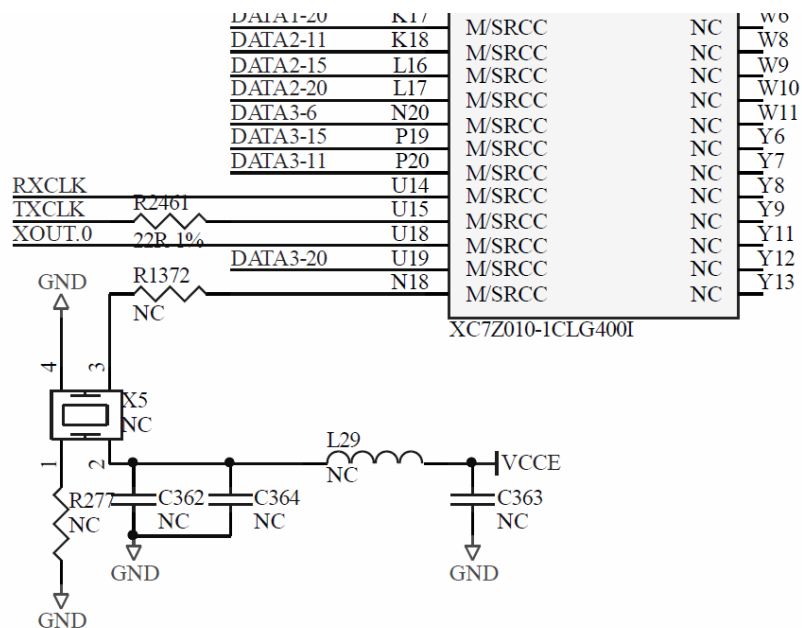 DATA1-20 K17 M/SRCC NC W6
DATA2-11 K18 M/SRCC NC W8
DATA2-15 L16 M/SRCC NC W9
DATA2-20 L17 M/SRCC NC W10
DATA3-6 N20 M/SRCC NC W11
DATA3-15 P19 M/SRCC NC Y6
DATA3-11 P20 M/SRCC NC Y7
RXCLK U14 M/SRCC NC Y8
TXCLK R2461 U15 M/SRCC NC Y9
XOUT.0 22R 1% U18 M/SRCC NC Y11
DATA3-20 U19 M/SRCC NC Y12
GND R1372 N18 M/SRCC NC Y13
NC
XC7Z010-1CLG400I
4 3
X5
NC
1 2
L29
NC
VCCE
R277
NC
C362
NC
C364
NC
C363
NC
GND
GND
GND